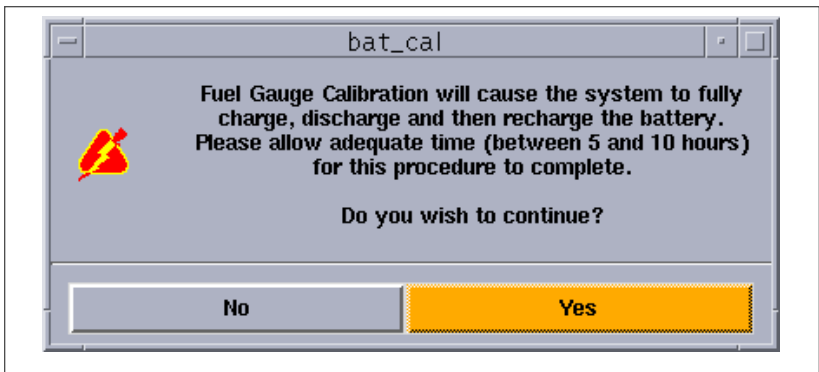 bat_cal
Fuel Gauge Calibration will cause the system to fully
charge, discharge and then recharge the battery.
Please allow adequate time (between 5 and 10 hours)
for this procedure to complete.
Do you wish to continue?
No
Yes